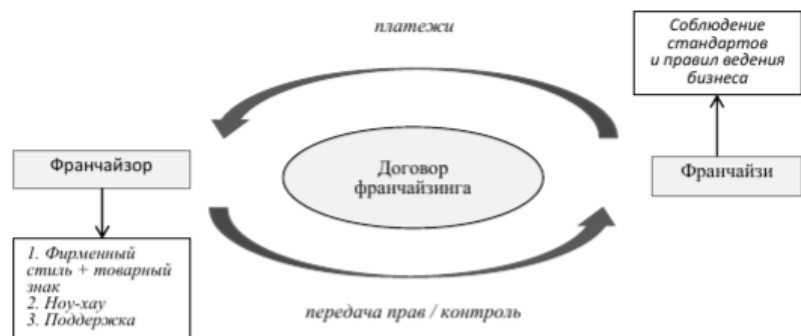 платежи
Соблюдение
стандартов
и правил ведения
бизнеса
Франчайзор
Договор
франчайзинга
Франчайзи
1. Фирменный
стиль + товарный
знак
2. Ноу-хау
3. Поддержка
передача прав / контроль